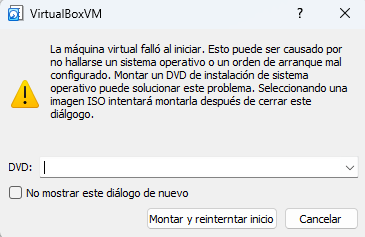 VirtualBoxVM
La máquina virtual falló al iniciar. Esto puede ser causado por
no hallarse un sistema operativo o un orden de arranque mal
configurado. Montar un DVD de instalación de sistema
operativo puede solucionar este problema. Seleccionando una
imagen ISO intentará montarla después de cerrar este
diálgogo.
DVD:
No mostrar este diálogo de nuevo
Montar y reinterntar inicio
Cancelar